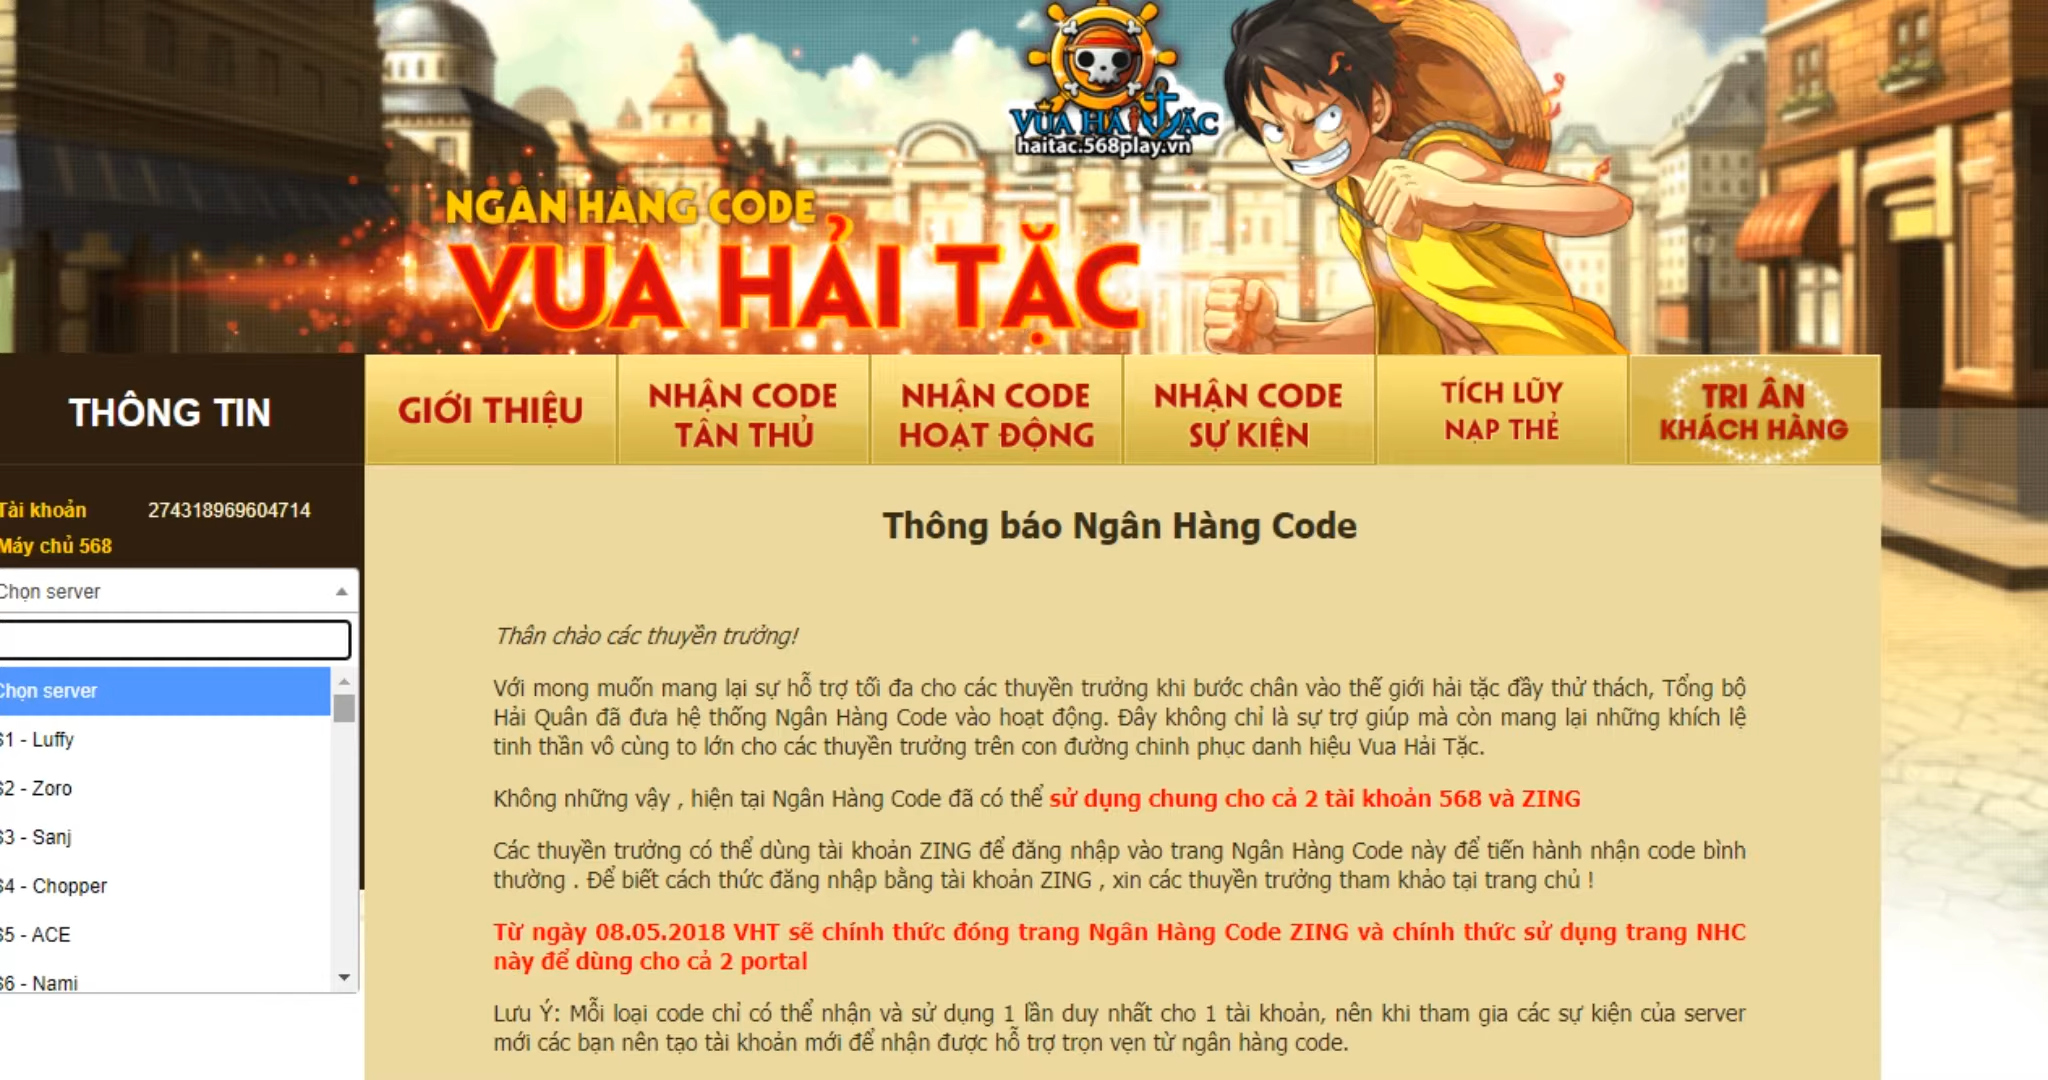 VUA HẢI TẶC
haitac.568play.vn
NGÂN HÀNG CODE
VUA HẢI TẶC
THÔNG TIN
GIỚI THIỆU
NHẬN CODE
TÂN THỦ
NHẬN CODE
HOẠT ĐỘNG
NHẬN CODE
SỰ KIỆN
TÍCH LŨY
NẠP THẺ
TRI ÂN
KHÁCH HÀNG
Tài khoản 274318969604714
Máy chủ 568
Chọn server
Chọn server
S1 - Luffy
S2 - Zoro
S3 - Sanj
S4 - Chopper
S5 - ACE
S6 - Nami
Thông báo Ngân Hàng Code
Thân chào các thuyền trưởng!
Với mong muốn mang lại sự hỗ trợ tối đa cho các thuyền trưởng khi bước chân vào thế giới hải tặc đầy thử thách, Tổng bộ
Hải Quân đã đưa hệ thống Ngân Hàng Code vào hoạt động. Đây không chỉ là sự trợ giúp mà còn mang lại những khích lệ
tinh thần vô cùng to lớn cho các thuyền trưởng trên con đường chinh phục danh hiệu Vua Hải Tặc.
Không những vậy , hiện tại Ngân Hàng Code đã có thể sử dụng chung cho cả 2 tài khoản 568 và ZING
Các thuyền trưởng có thể dùng tài khoản ZING để đăng nhập vào trang Ngân Hàng Code này để tiến hành nhận code bình
thường . Để biết cách thức đăng nhập bằng tài khoản ZING , xin các thuyền trưởng tham khảo tại trang chủ !
Từ ngày 08.05.2018 VHT sẽ chính thức đóng trang Ngân Hàng Code ZING và chính thức sử dụng trang NHC
này để dùng cho cả 2 portal
Lưu Ý: Mỗi loại code chỉ có thể nhận và sử dụng 1 lần duy nhất cho 1 tài khoản, nên khi tham gia các sự kiện của server
mới các bạn nên tạo tài khoản mới để nhận được hỗ trợ trọn vẹn từ ngân hàng code.